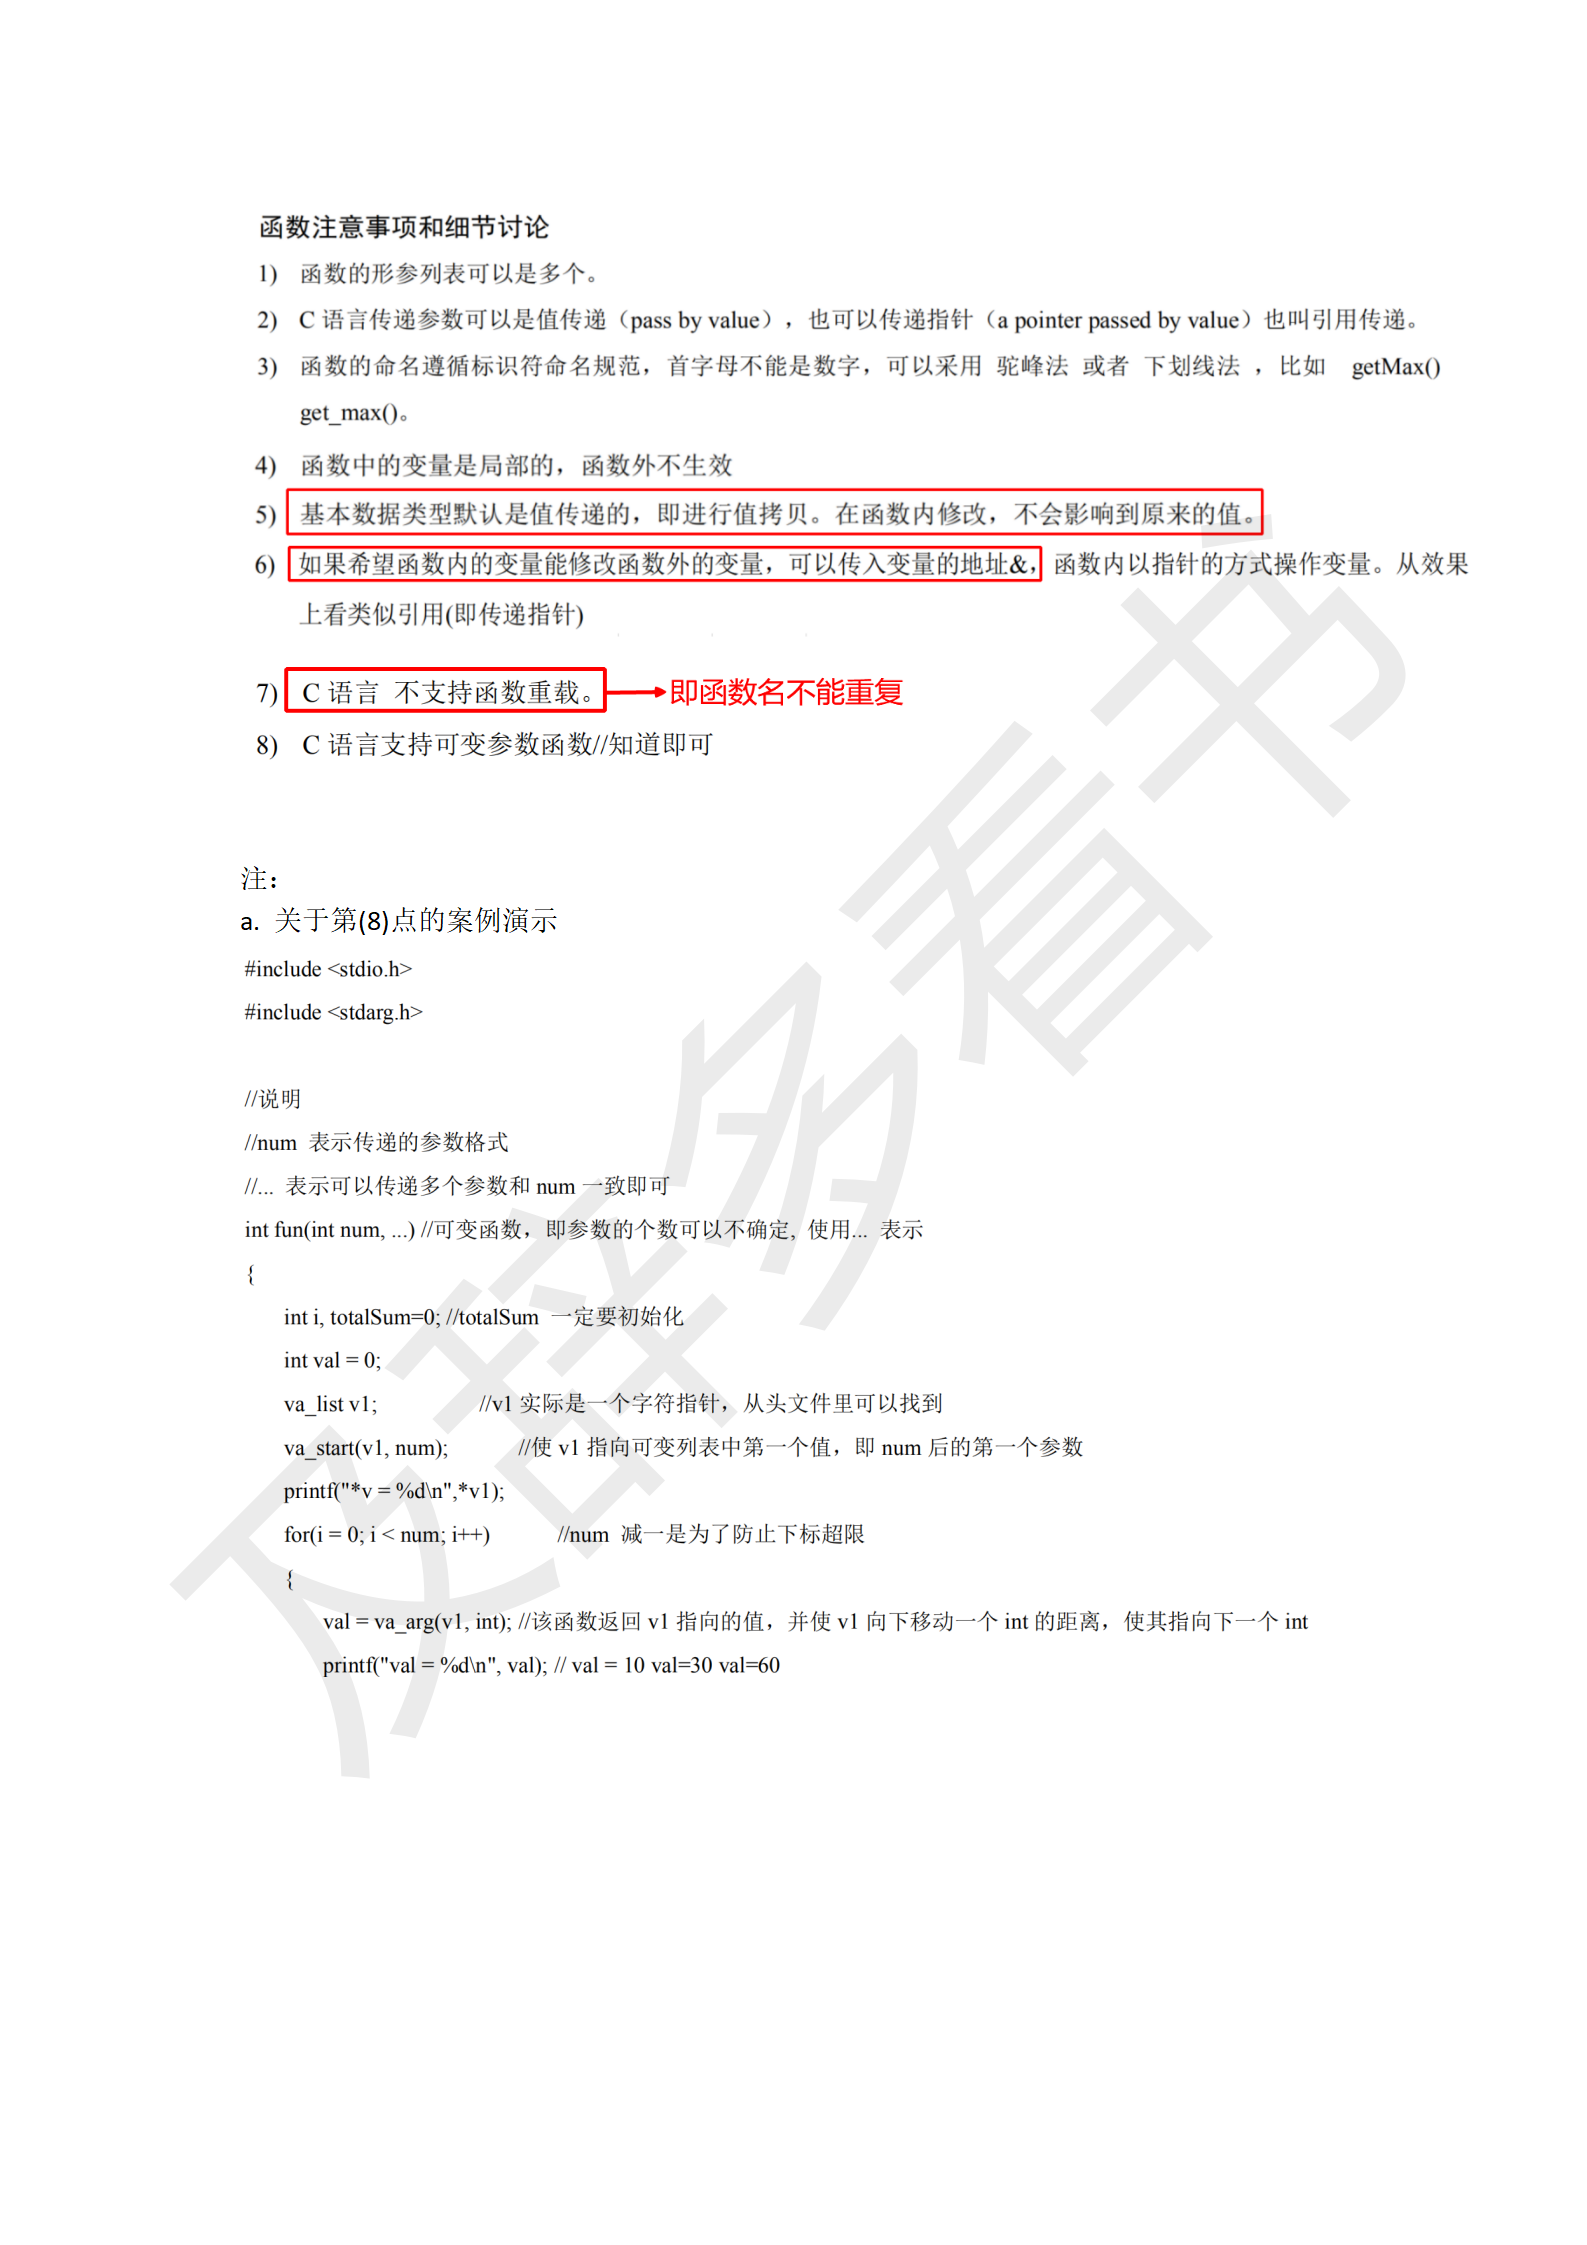 函数注意事项和细节讨论
1) 函数的形参列表可以是多个。
2) C 语言传递参数可以是值传递（pass by value），也可以传递指针（a pointer passed by value）也叫引用传递。
3) 函数的命名遵循标识符命名规范，首字母不能是数字，可以采用 驼峰法 或者 下划线法 ，比如 getMax()
get_max()。
4) 函数中的变量是局部的，函数外不生效
5) 基本数据类型默认是值传递的，即进行值拷贝。在函数内修改，不会影响到原来的值。
6) 如果希望函数内的变量能修改函数外的变量，可以传入变量的地址&，函数内以指针的方式操作变量。从效果
上看类似引用(即传递指针)
7) C 语言 不支持函数重载。 即函数名不能重复
8) C 语言支持可变参数函数//知道即可
注：
a. 关于第(8)点的案例演示
#include <stdio.h>
#include <stdarg.h>
//说明
//num 表示传递的参数格式
//... 表示可以传递多个参数和 num 一致即可
int fun(int num, ...) //可变函数，即参数的个数可以不确定, 使用... 表示
{
int i, totalSum=0; //totalSum 一定要初始化
int val = 0;
va_list v1; //v1 实际是一个字符指针，从头文件里可以找到
va_start(v1, num); //使 v1 指向可变列表中第一个值，即 num 后的第一个参数
printf("*v = %d\n",*v1);
for(i = 0; i < num; i++) //num 减一是为了防止下标超限
{
val = va_arg(v1, int); //该函数返回 v1 指向的值，并使 v1 向下移动一个 int 的距离，使其指向下一个 int
printf("val = %d\n", val); // val = 10 val=30 val=60
及辞多看书